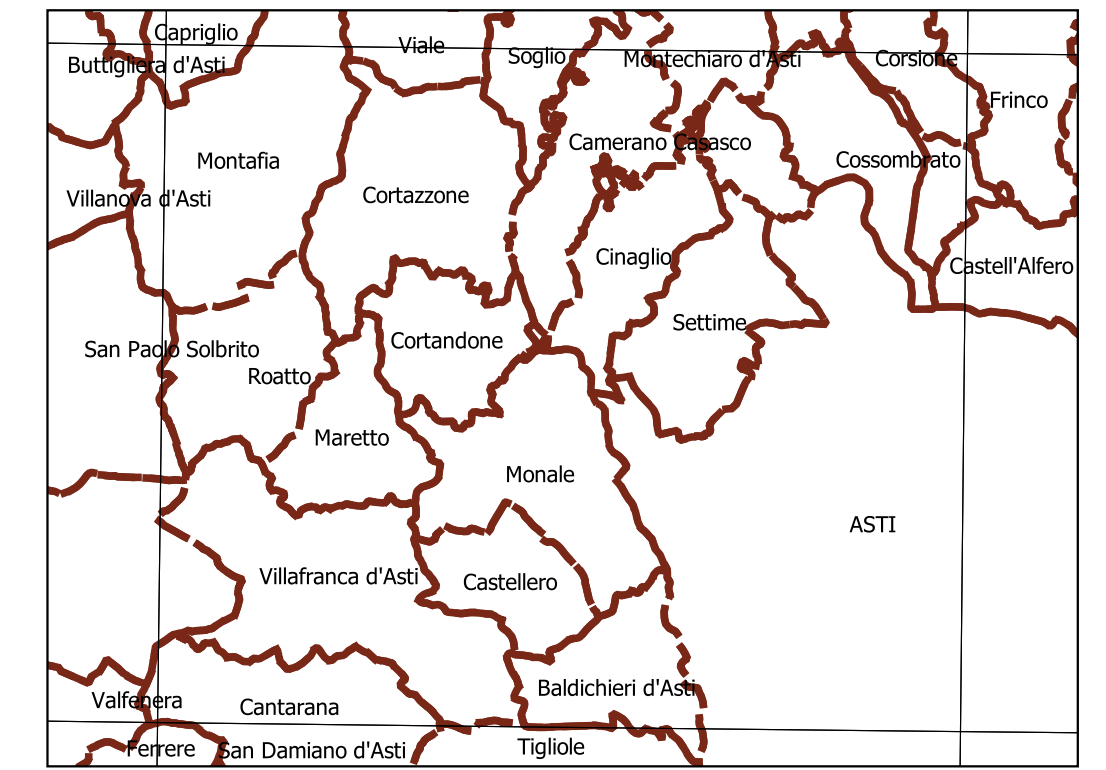 Capriglio
Viale
Soglio
Montechiaro d'Asti
Corsione
Buttigliera d'Asti
Frinco
Camerano Casasco
Montafia
Cossombrato
Villanova d'Asti
Cortazzone
Cinaglio
Castell'Alfero
Settime
Cortandone
San Paolo Solbrito
Roatto
Maretto
Monale
ASTI
Villafranca d'Asti
Castellero
Baldichieri d'Asti
Valfenera
Cantarana
Ferrere
San Damiano d'Asti
Tigliole